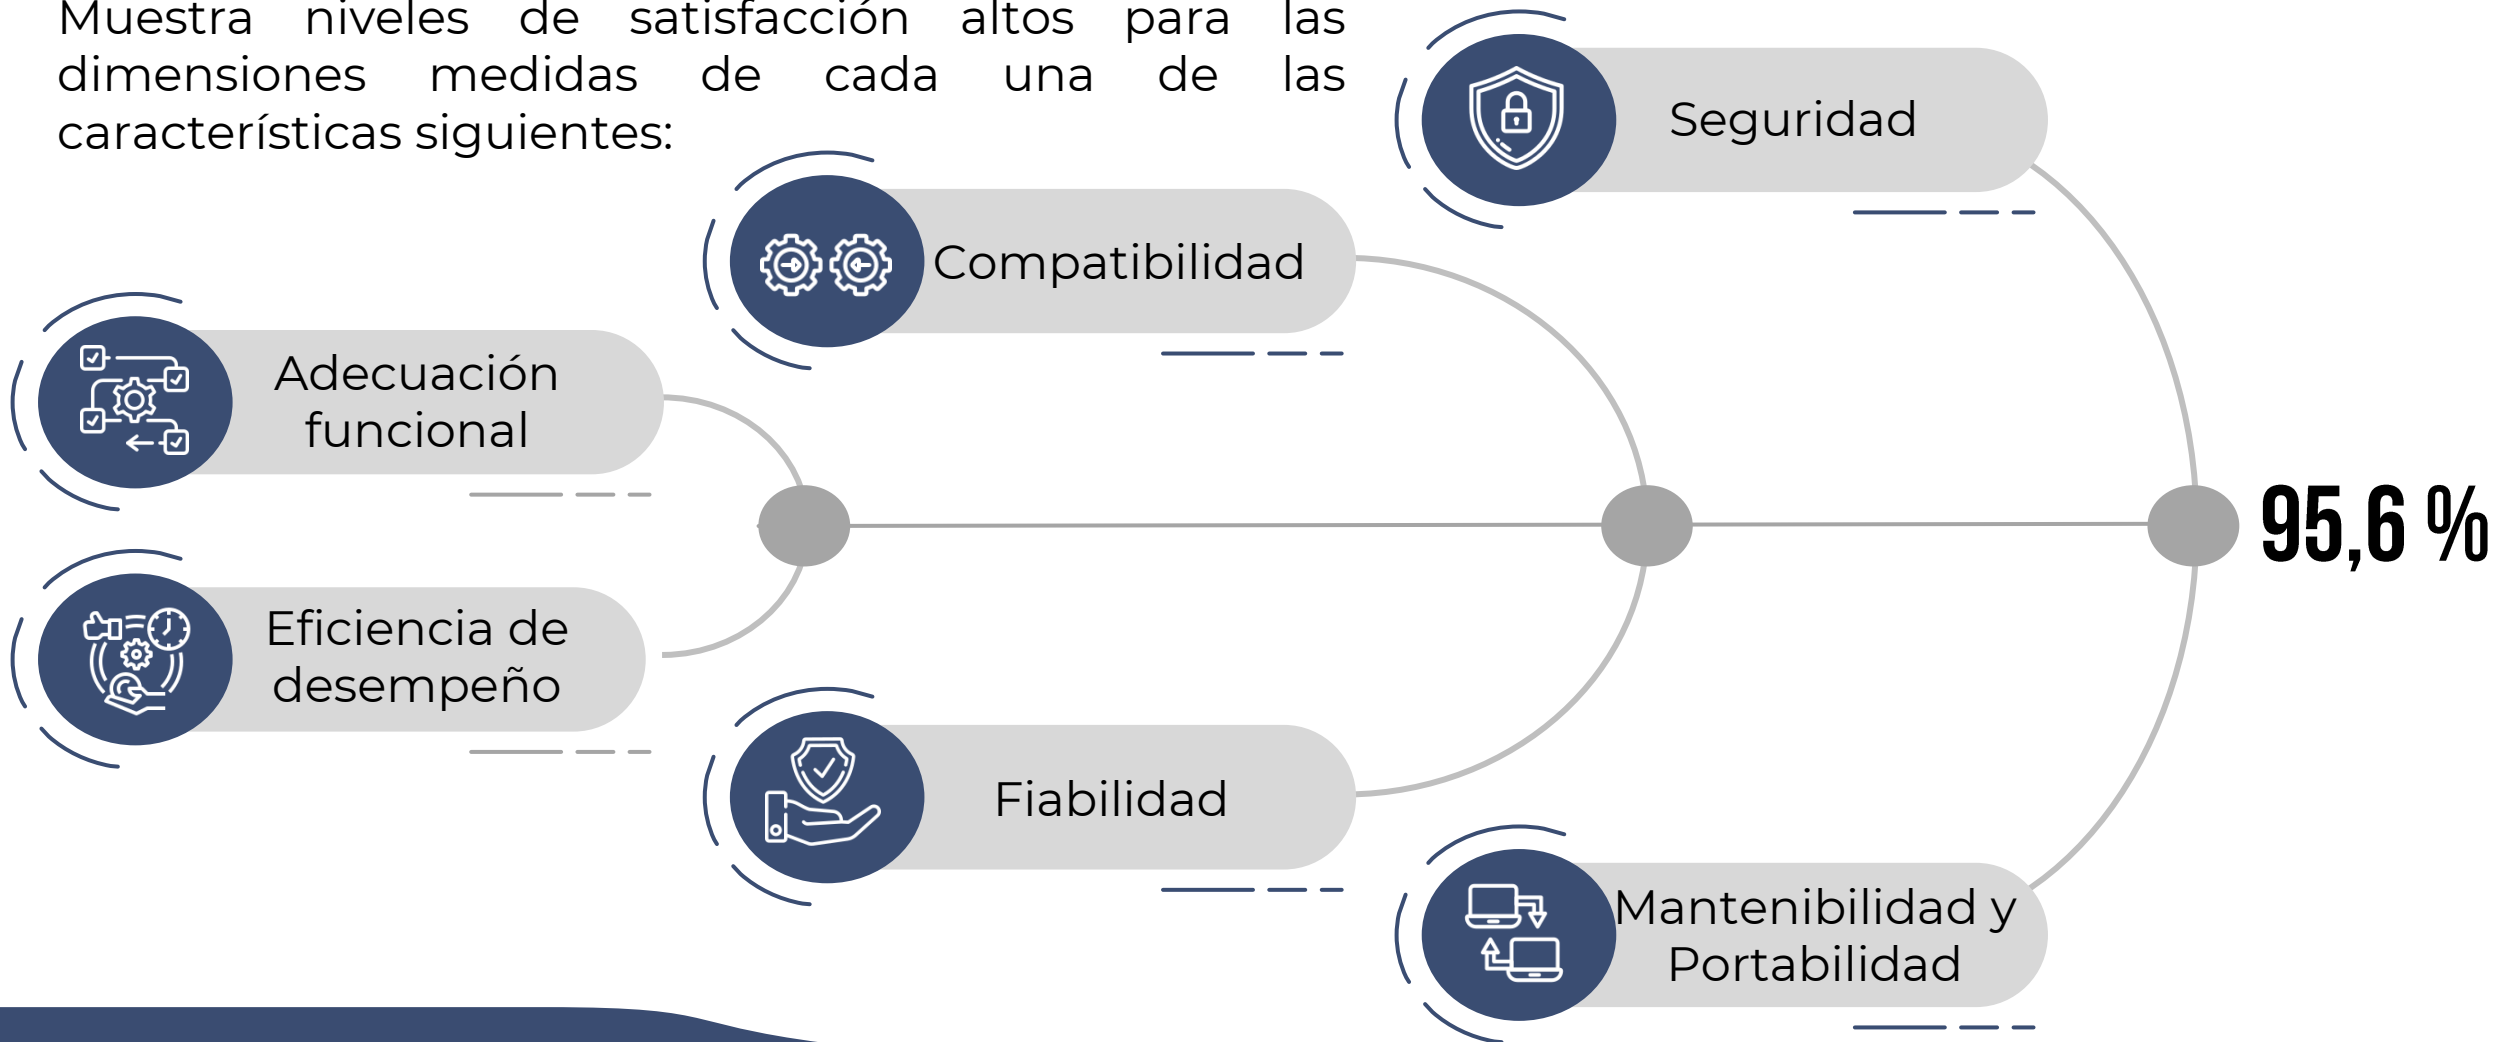 Muestra niveles de satisfacción altos para las
dimensiones medidas de cada una de las
características siguientes:
Seguridad
Compatibilidad
Adecuación
funcional
95,6 %
Eficiencia de
desempeño
Fiabilidad
Mantenibilidad y
Portabilidad